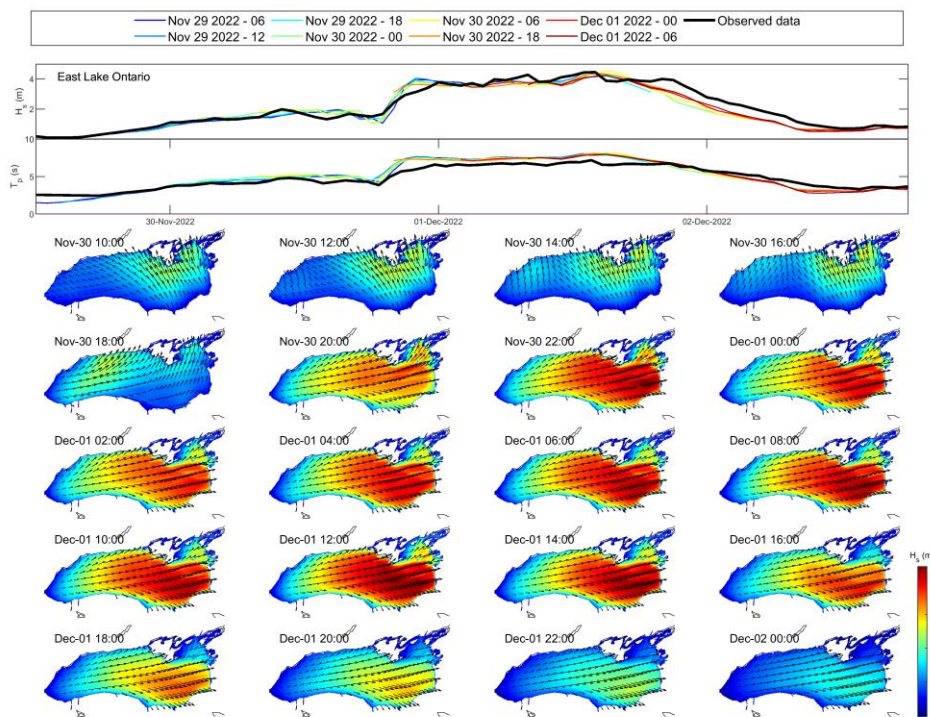 Nov 29 2022 - 06 Nov 29 2022 - 18 Nov 30 2022 - 06 Dec 01 2022 - 00 Observed data
Nov 29 2022 - 12 Nov 30 2022 - 00 Nov 30 2022 - 18 Dec 01 2022 - 06
East Lake Ontario
H_s (m)
4
2
10
T_p (s)
5
0
30-Nov-2022 01-Dec-2022 02-Dec-2022
Nov-30 10:00 Nov-30 12:00 Nov-30 14:00 Nov-30 16:00
Nov-30 18:00 Nov-30 20:00 Nov-30 22:00 Dec-01 00:00
Dec-01 02:00 Dec-01 04:00 Dec-01 06:00 Dec-01 08:00
Dec-01 10:00 Dec-01 12:00 Dec-01 14:00 Dec-01 16:00
H_s (m
Dec-01 18:00 Dec-01 20:00 Dec-01 22:00 Dec-02 00:00